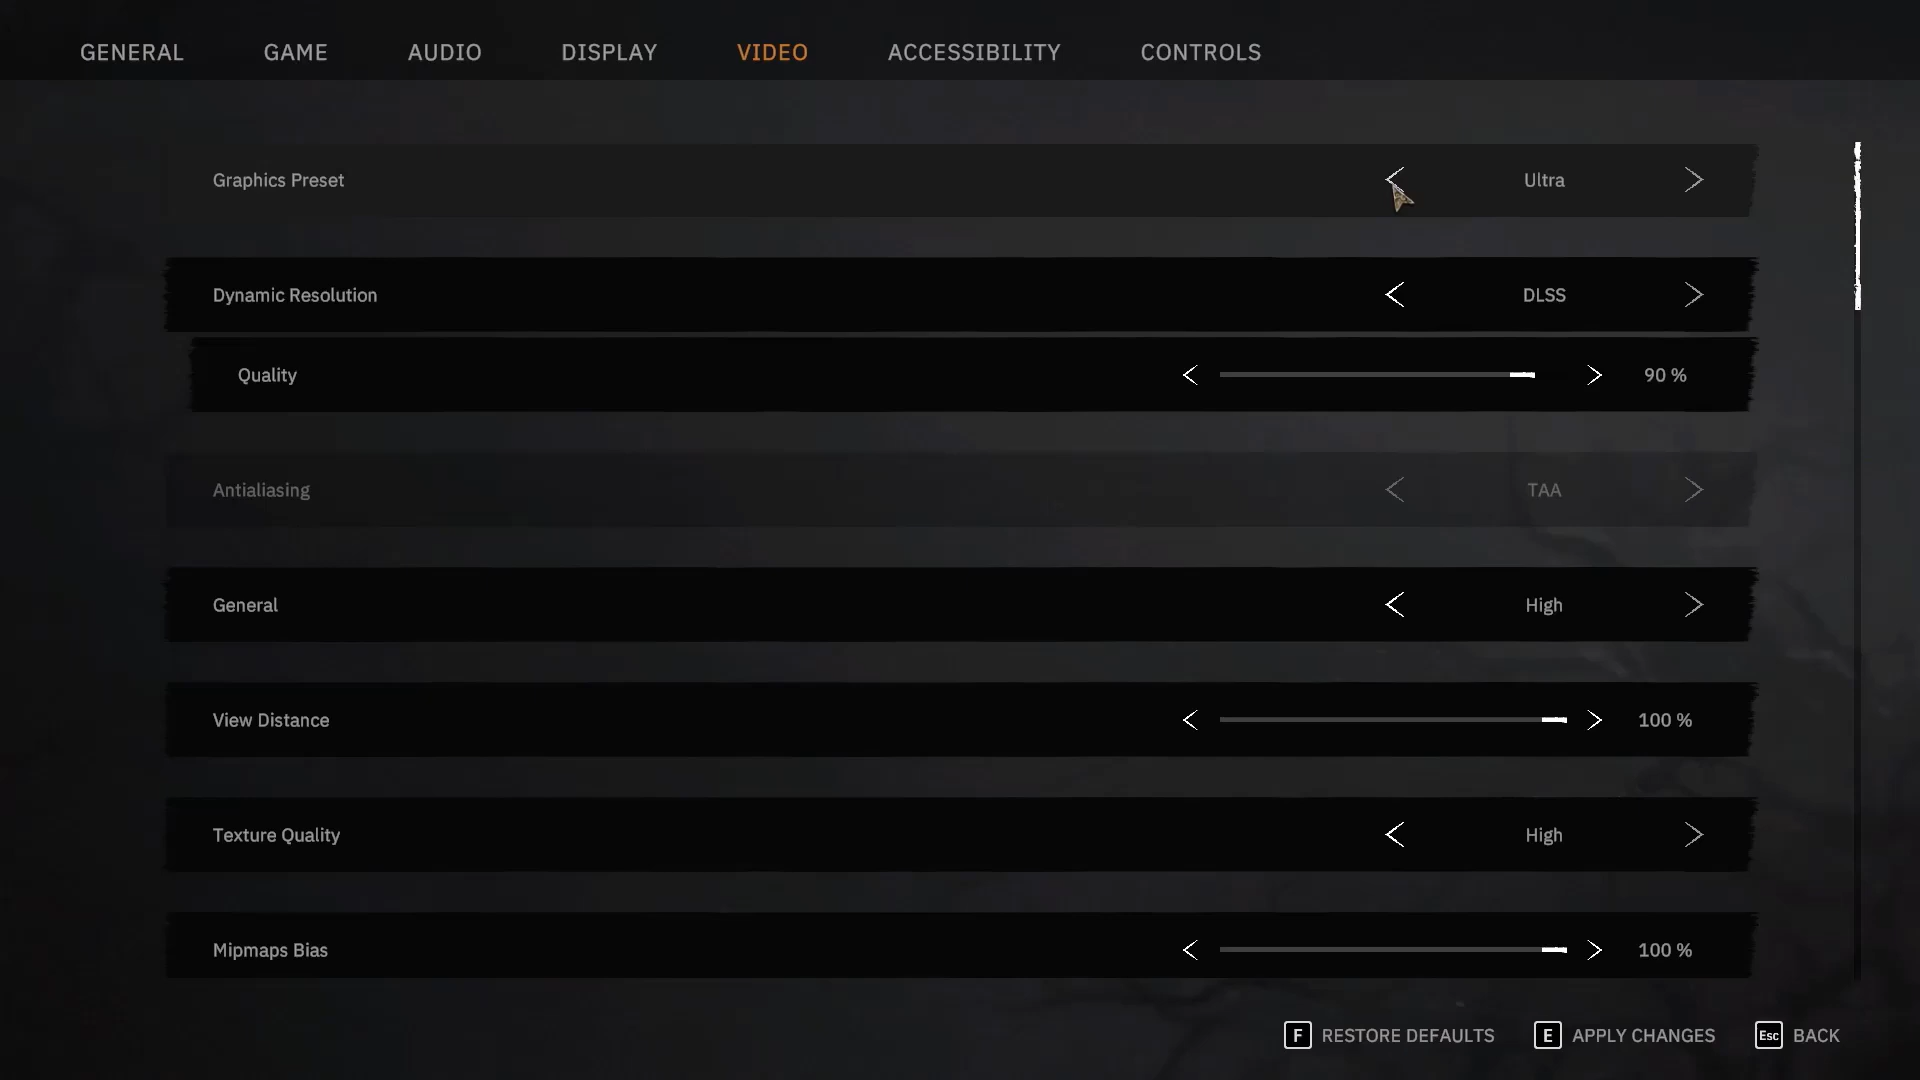 GENERAL GAME AUDIO DISPLAY VIDEO ACCESSIBILITY CONTROLS
Graphics Preset Ultra
Dynamic Resolution DLSS
Quality 90 %
Antialiasing TAA
General High
View Distance 100 %
Texture Quality High
Mipmaps Bias 100 %
F RESTORE DEFAULTS E APPLY CHANGES Esc BACK